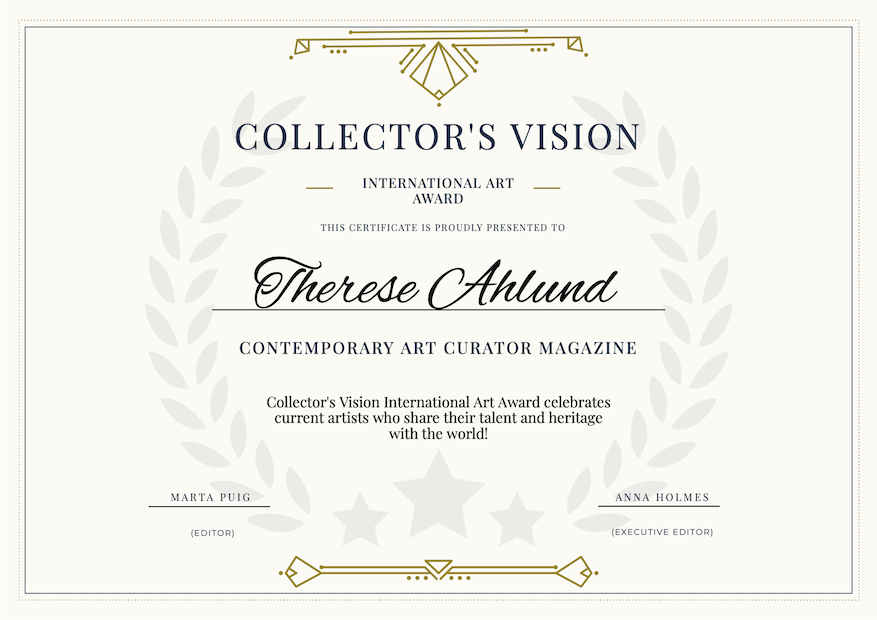 COLLECTOR'S VISION
INTERNATIONAL ART
AWARD
THIS CERTIFICATE IS PROUDLY PRESENTED TO
Therese Ahlund
CONTEMPORARY ART CURATOR MAGAZINE
Collector's Vision International Art Award celebrates
current artists who share their talent and heritage
with the world!
MARTA PUIG
(EDITOR)
ANNA HOLMES
(EXECUTIVE EDITOR)